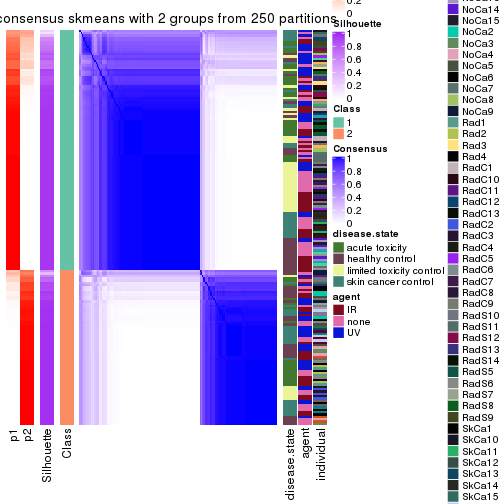 consensus skmeans with 2 groups from 250 partitions
0.2
0
Silhouette
1
0.8
0.6
0.4
0.2
0
Class
1
2
Consensus
1
0.8
0.6
0.4
0.2
0
disease.state
acute toxicity
healthy control
limited toxicity control
skin cancer control
agent
IR
none
UV
NoCa14
NoCa15
NoCa2
NoCa3
NoCa4
NoCa5
NoCa6
NoCa7
NoCa8
NoCa9
Rad1
Rad2
Rad3
Rad4
RadC1
RadC10
RadC11
RadC12
RadC13
RadC2
RadC3
RadC4
RadC5
RadC6
RadC7
RadC8
RadC9
RadS10
RadS11
RadS12
RadS13
RadS14
RadS5
RadS6
RadS7
RadS8
RadS9
SkCa1
SkCa10
SkCa11
SkCa12
SkCa13
SkCa14
SkCa15
p1
p2
Silhouette
Class
disease.state
agent
individual